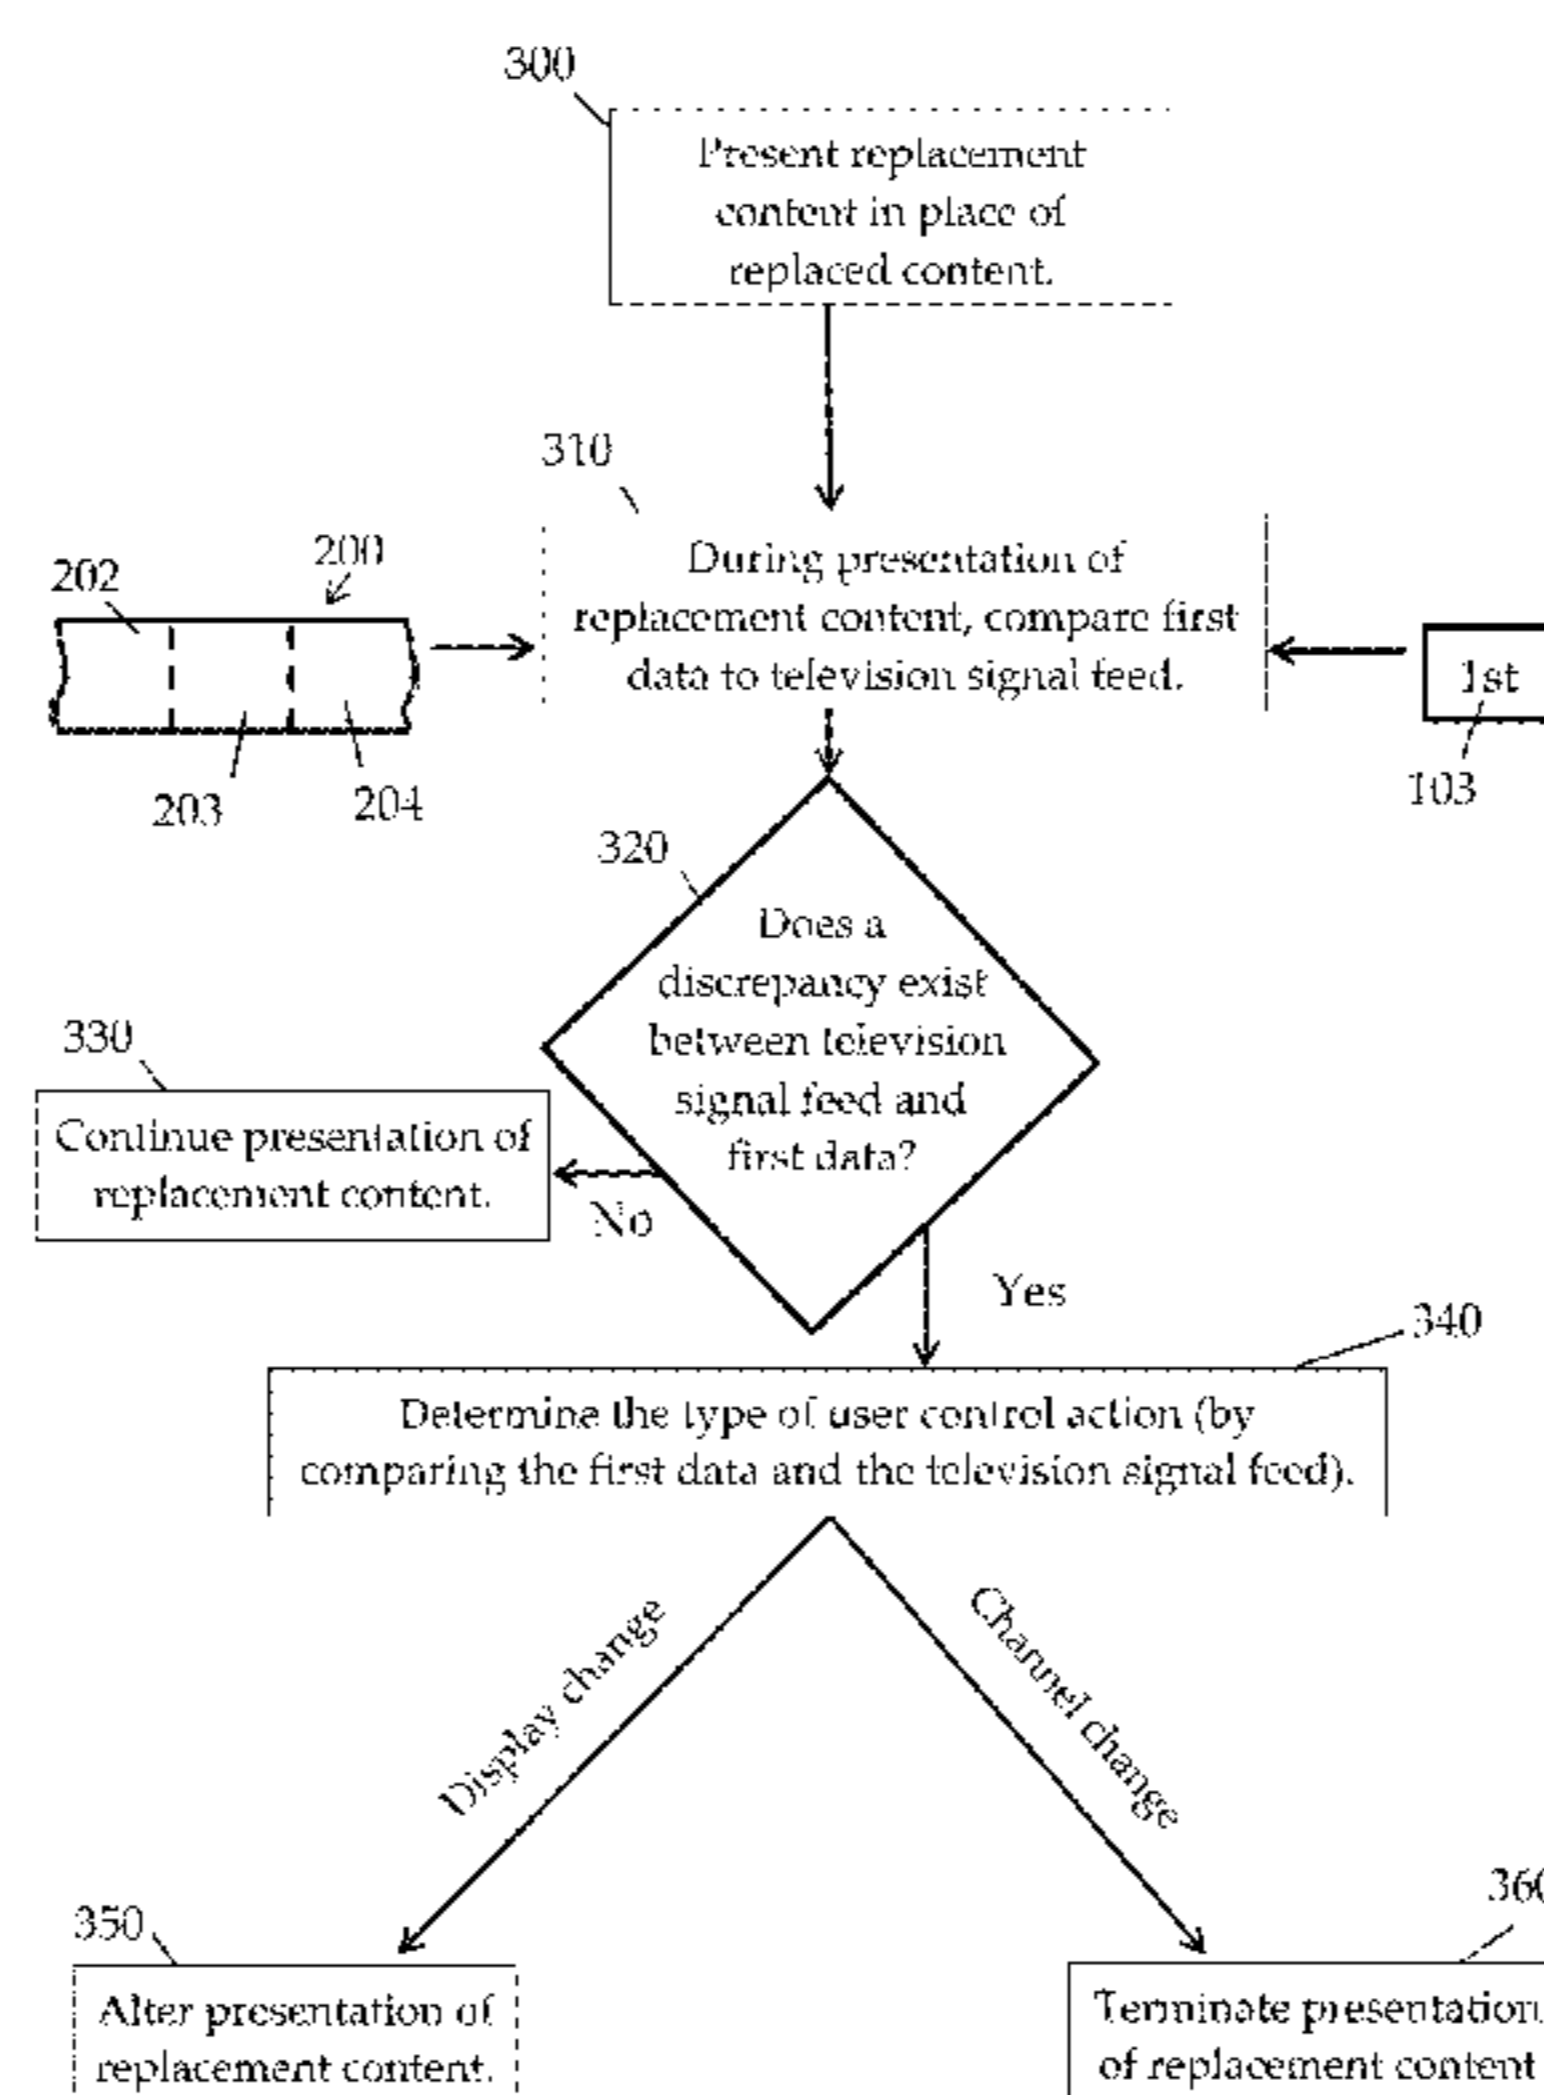 300
Present replacement
content in place of
replaced content.
310
During presentation of
replacement content, compare first
data to television signal feed.
200
202
203
204
1st
103
320
Does a
discrepancy exist
between television
signal feed and
first data?
330
Continue presentation of
replacement content.
No
Yes
340
Determine the type of user control action (by
comparing the first data and the television signal feed).
Display change
Channel change
350
Alter presentation of
replacement content.
360
Terminate presentation
of replacement content